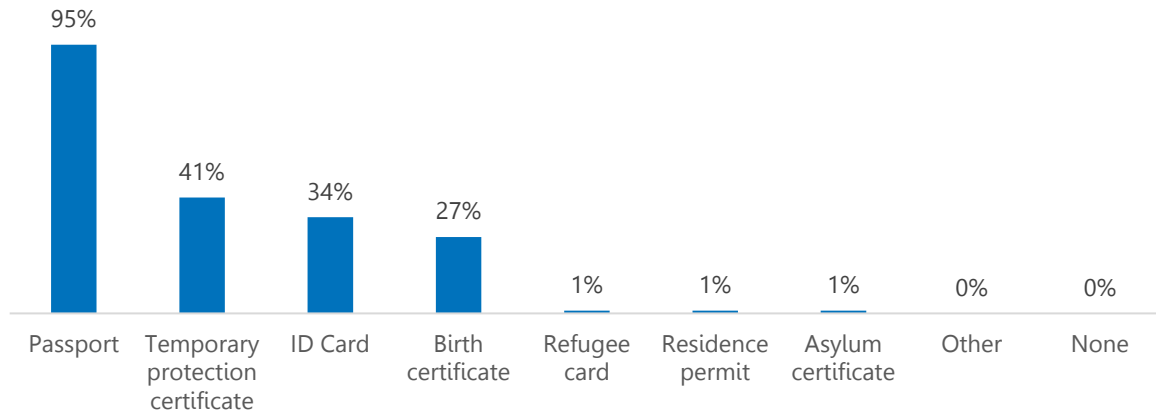 95%
41%
34%
27%
1%
1%
1%
0%
0%
Passport
Temporary
protection
certificate
ID Card
Birth
certificate
Refugee
card
Residence
permit
Asylum
certificate
Other
None